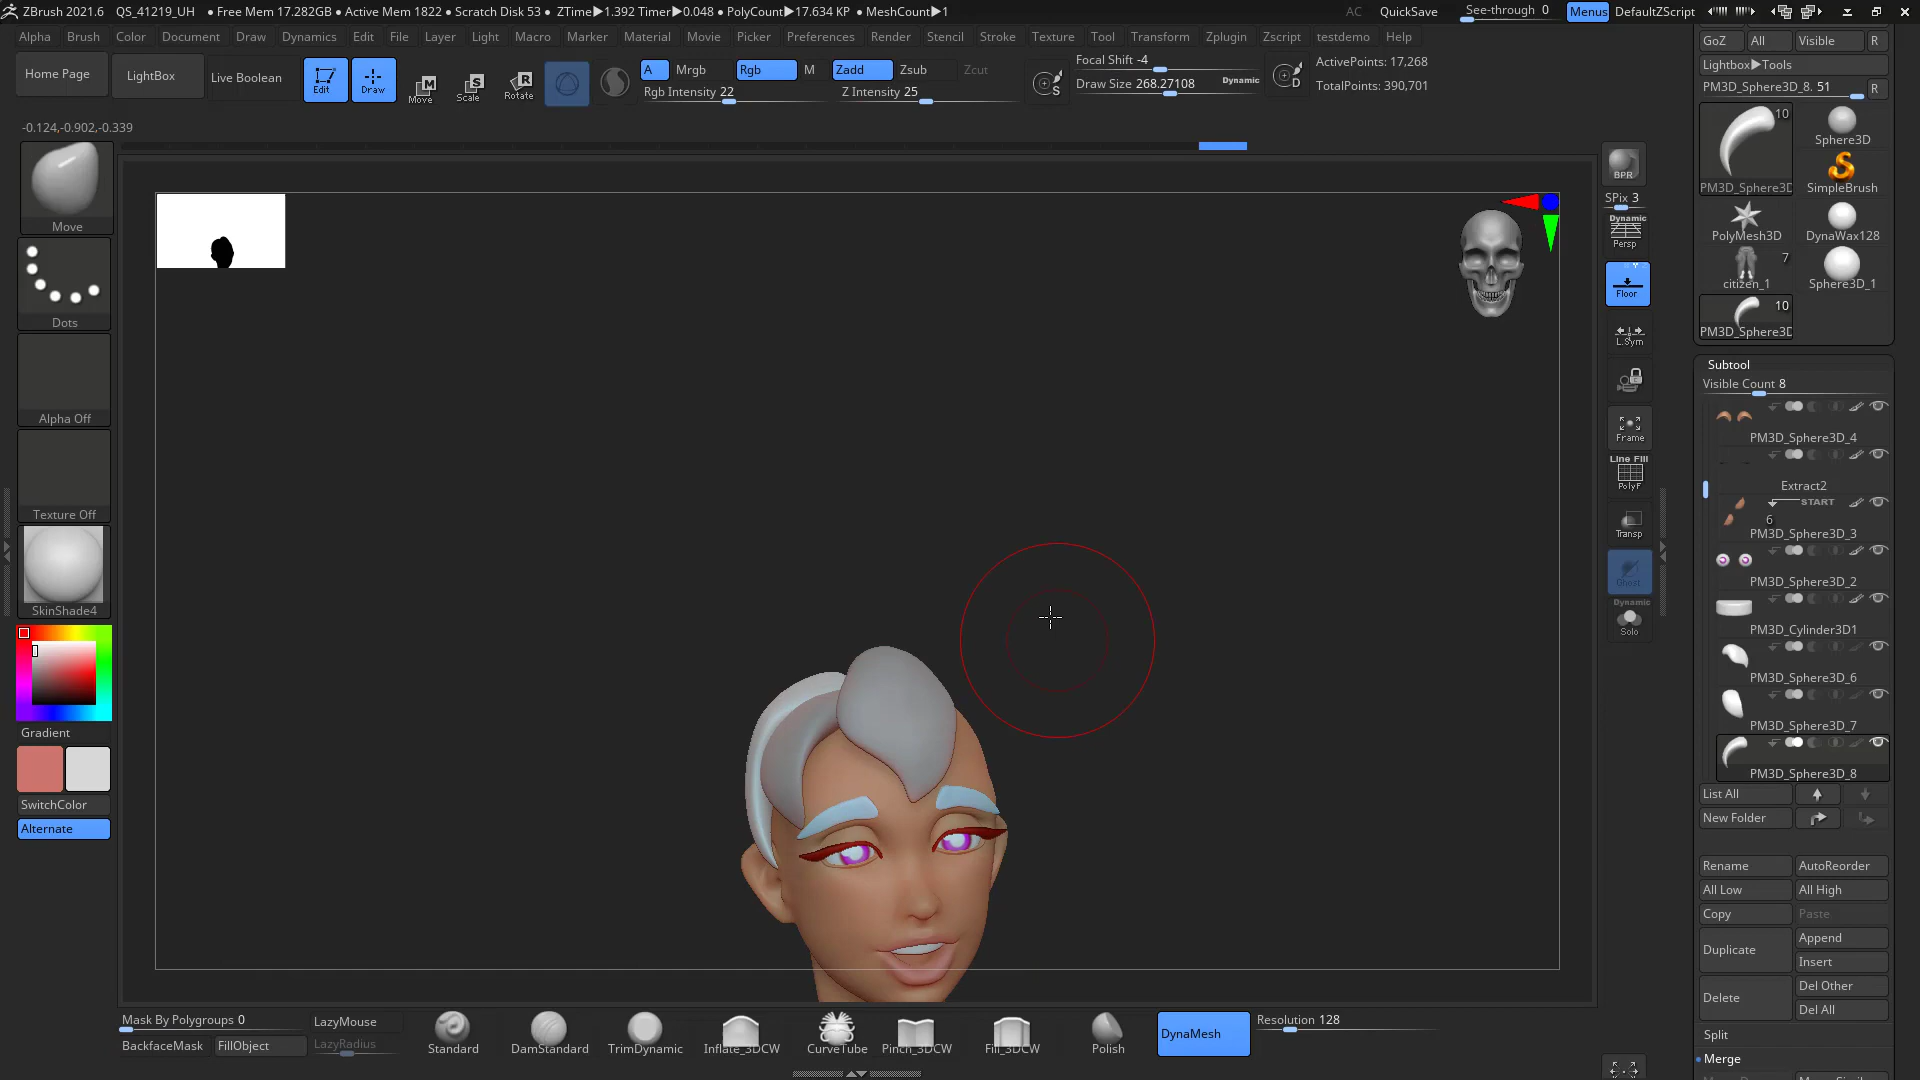 ZBrush 2021.6 QS_41219_UH ● Free Mem 17.282GB ● Active Mem 1822 ● Scratch Disk 53 ● ZTime▶1.392 Timer▶0.048 ● PolyCount▶17.634 KP ● MeshCount▶1
AC QuickSave See-through 0 Menus DefaultZScript
Alpha Brush Color Document Draw Dynamics Edit File Layer Light Macro Marker Material Movie Picker Preferences Render Stencil Stroke Texture Tool Transform Zplugin Zscript testdemo Help
GoZ All Visible R
Home Page LightBox Live Boolean Edit Draw Move Scale Rotate
A Mrgb Rgb M Zadd Zsub Zcut
Rgb Intensity 22 Z Intensity 25
Focal Shift -4
Draw Size 268.27108 Dynamic
ActivePoints: 17,268
TotalPoints: 390,701
Lightbox▶Tools
PM3D_Sphere3D_8. 51 R
-0.124,-0.902,-0.339
10
PM3D_Sphere3D
Sphere3D
SimpleBrush
PolyMesh3D
DynaWax128
7
citizen_1
Sphere3D_1
10
PM3D_Sphere3D
Move
Dots
Alpha Off
Texture Off
SkinShade4
Gradient
SwitchColor
Alternate
BPR
SPix 3
Dynamic
Persp
Floor
L.Sym
Frame
Line Fill
PolyF
Transp
Ghost
Dynamic
Solo
Subtool
Visible Count 8
PM3D_Sphere3D_4
Extract2
START
6
PM3D_Sphere3D_3
PM3D_Sphere3D_2
PM3D_Cylinder3D1
PM3D_Sphere3D_6
PM3D_Sphere3D_7
PM3D_Sphere3D_8
List All
New Folder
Rename AutoReorder
All Low All High
Copy Paste
Duplicate Append
Insert
Delete Del Other
Del All
Split
Merge
Mask By Polygroups 0
BackfaceMask FillObject
LazyMouse
LazyRadius
Standard DamStandard TrimDynamic Inflate_3DCW CurveTube Pinch_3DCW Fill_3DCW Polish
DynaMesh
Resolution 128